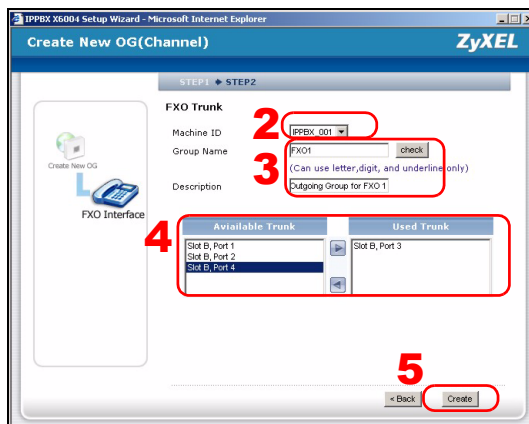 IPPBX X6004 Setup Wizard - Microsoft Internet Explorer
Create New OG(Channel)
ZyXEL
STEP1 STEP2
FXO Trunk
Machine ID
2
IPPBX_001
Group Name
3
FXO1
check
(Can use letter,digit, and underline only)
Description
Outgoing Group for FXO 1
Create New OG
FXO Interface
4
Aviailable Trunk
Used Trunk
Slot B, Port 1
Slot B, Port 2
Slot B, Port 4
Slot B, Port 3
5
< Back
Create